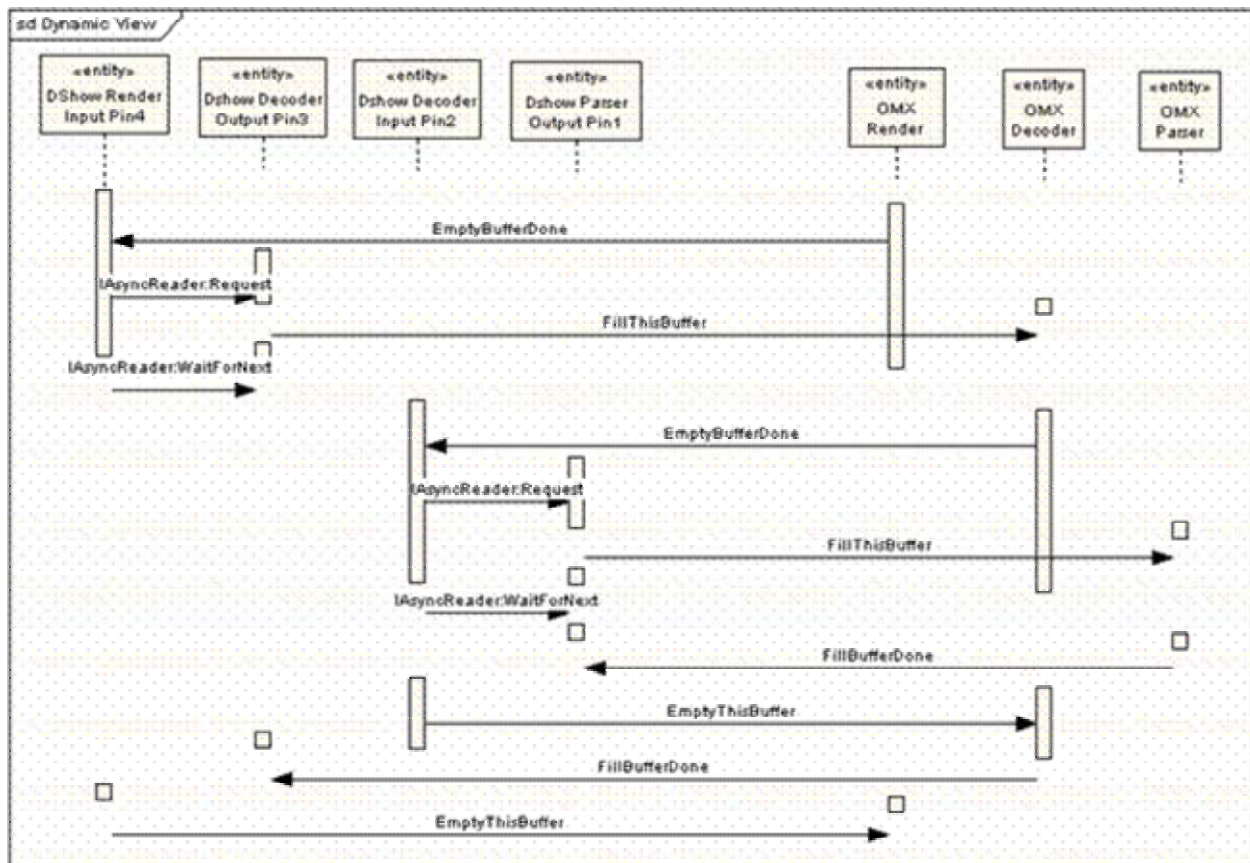 sd Dynamic View
«entity»
DShow Render
Input Pin4
«entity»
Dshow Decoder
Output Pin3
«entity»
Dshow Decoder
Input Pin2
«entity»
Dshow Parser
Output Pin1
«entity»
OMX
Render
«entity»
OMX
Decoder
«entity»
OMX
Parser
EmptyBufferDone
IAsyncReader:Request
FillThisBuffer
IAsyncReader:WaitForNext
EmptyBufferDone
IAsyncReader:Request
FillThisBuffer
IAsyncReader:WaitForNext
FillBufferDone
EmptyThisBuffer
FillBufferDone
EmptyThisBuffer